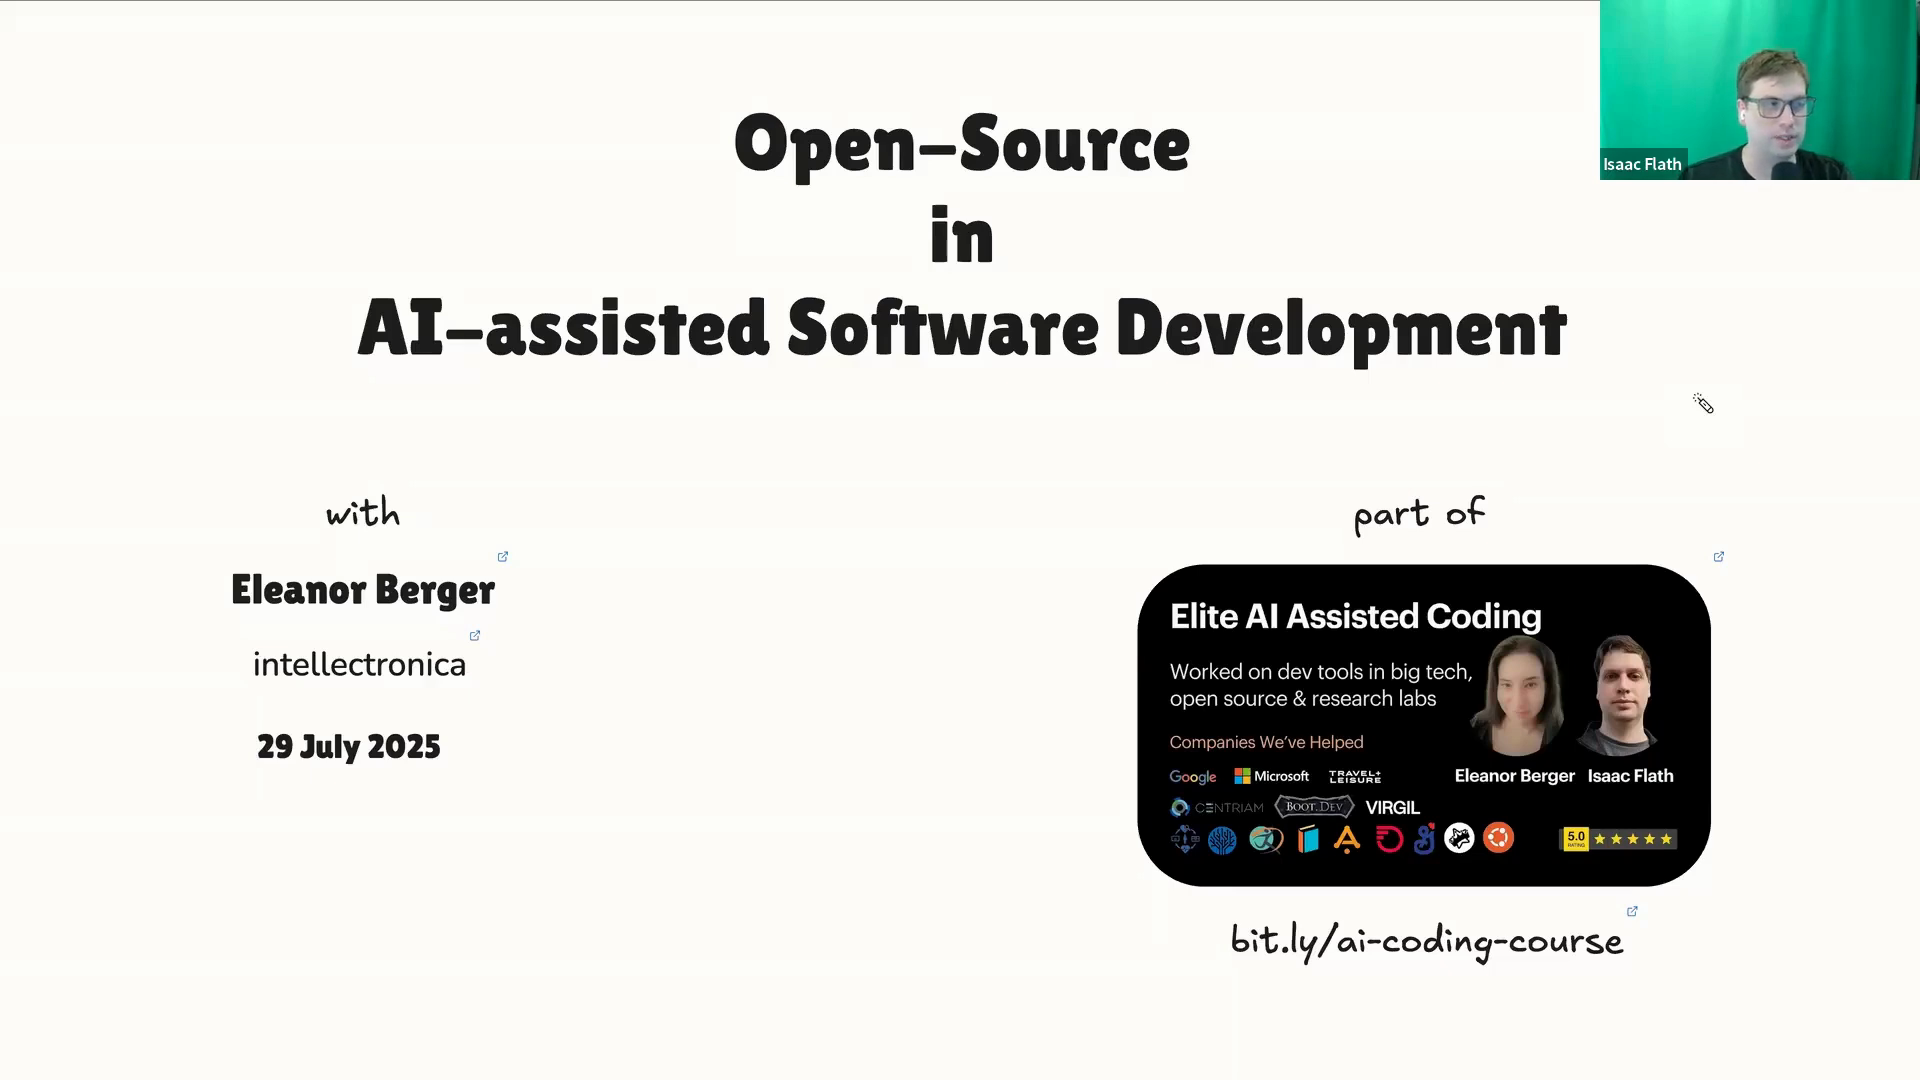 Open-Source
in
AI-assisted Software Development
Isaac Flath
with
Eleanor Berger
intellectronica
29 July 2025
part of
Elite AI Assisted Coding
Worked on dev tools in big tech,
open source & research labs
Companies We've Helped
Google Microsoft TRAVEL+ LEISURE
CENTRIAM BOOT.DEV VIRGIL
Eleanor Berger Isaac Flath
5.0
RATING
bit.ly/ai-coding-course